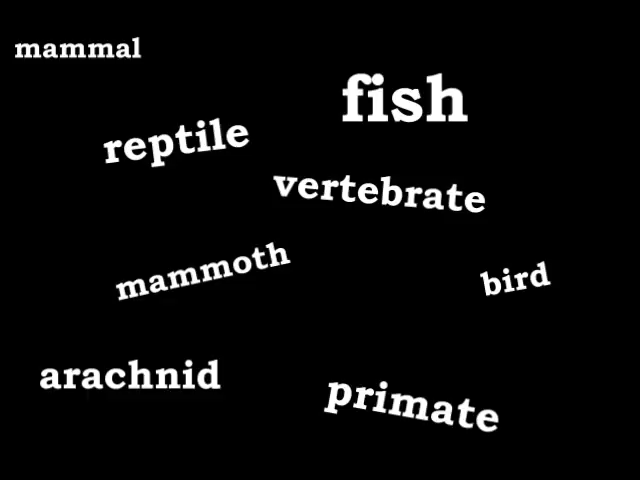 mammal
fish
reptile
vertebrate
mammoth
bird
arachnid
primate